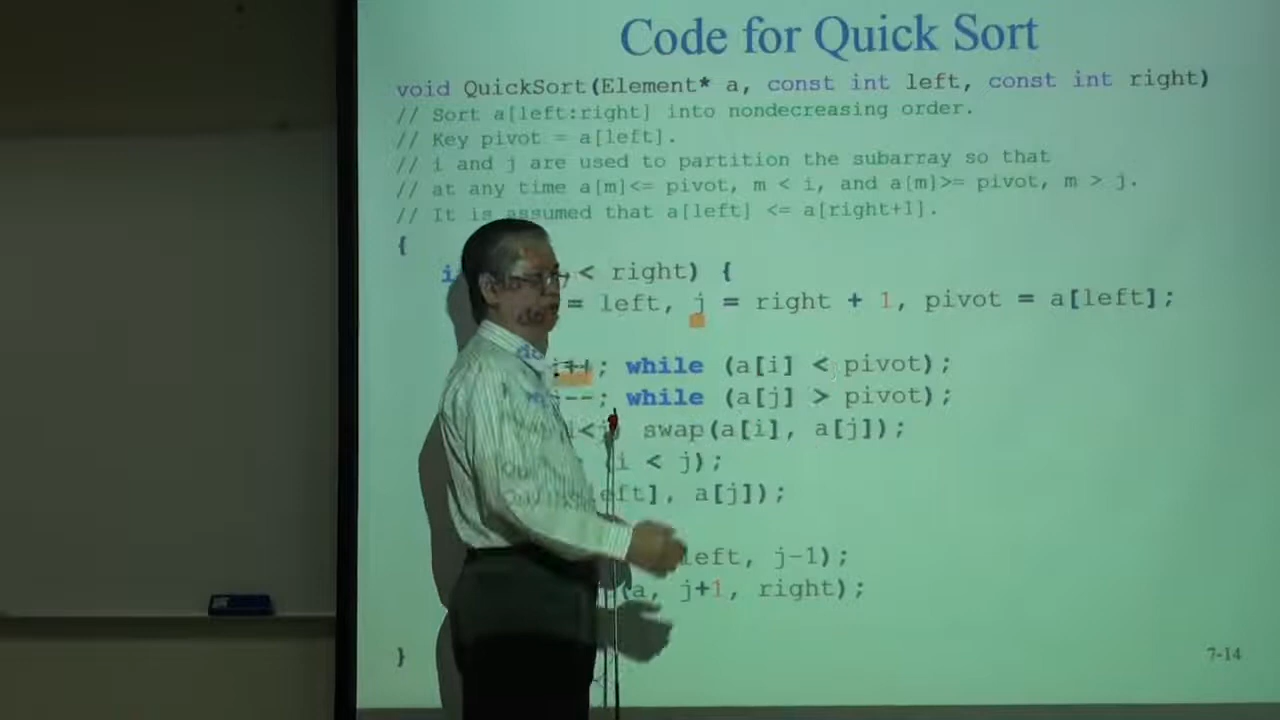 Code for Quick Sort
void QuickSort(Element* a, const int left, const int right)
// Sort a[left:right] into nondecreasing order.
// Key pivot = a[left].
// i and j are used to partition the subarray so that
// at any time a[m]<= pivot, m < i, and a[m]>= pivot, m > j.
// It is assumed that a[left] <= a[right+1].
{
< right) {
= left, j = right + 1, pivot = a[left];
do i++; while (a[i] < pivot);
j--; while (a[j] > pivot);
i<j) swap(a[i], a[j]);
(i < j);
a[j]);
left, j-1);
(a, j+1, right);
}
7-14